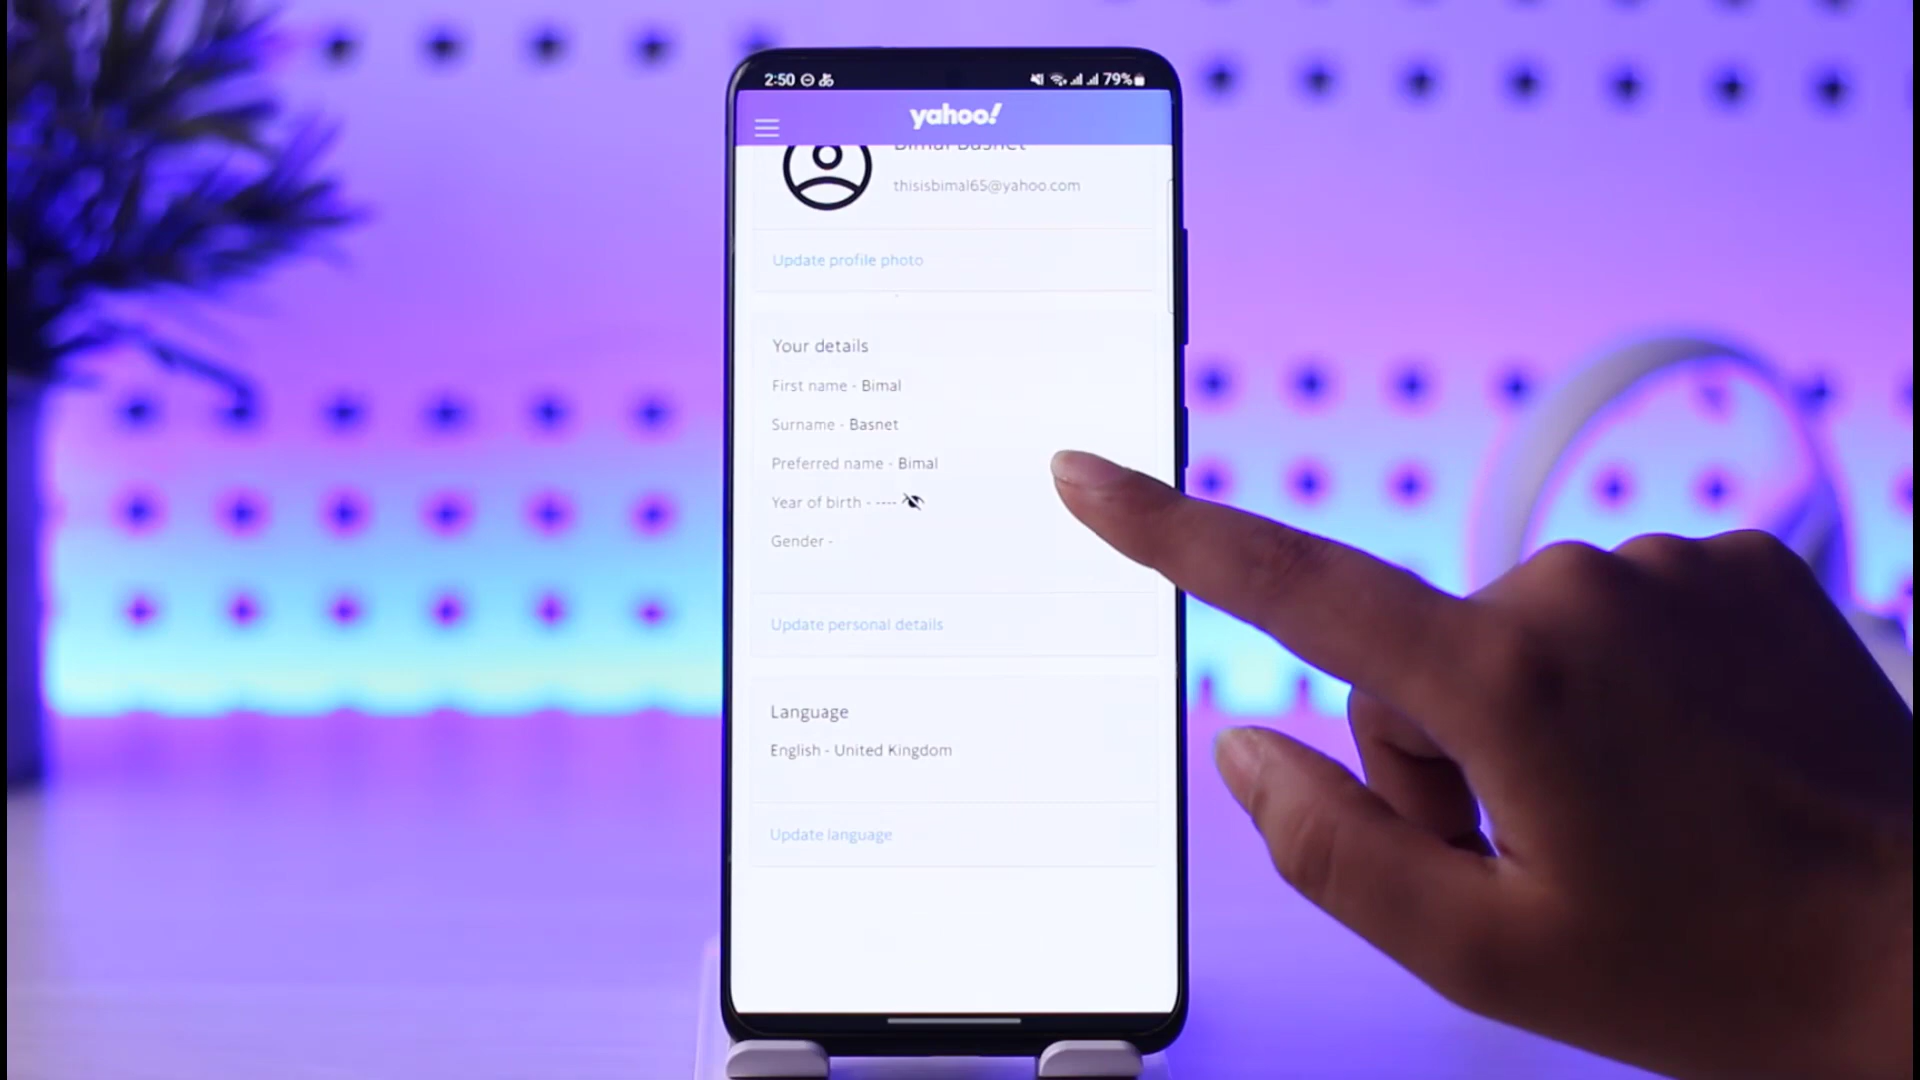 2:50 79%
yahoo!
Bimal Basnet
thisisbimal65@yahoo.com
Update profile photo
Your details
First name - Bimal
Surname - Basnet
Preferred name - Bimal
Year of birth - ----
Gender -
Update personal details
Language
English - United Kingdom
Update language